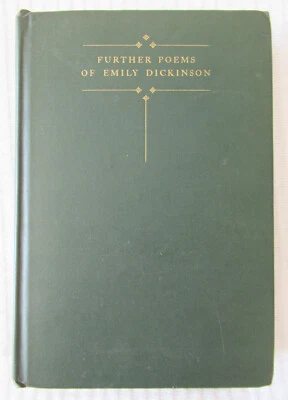 FURTHER POEMS
OF EMILY DICKINSON